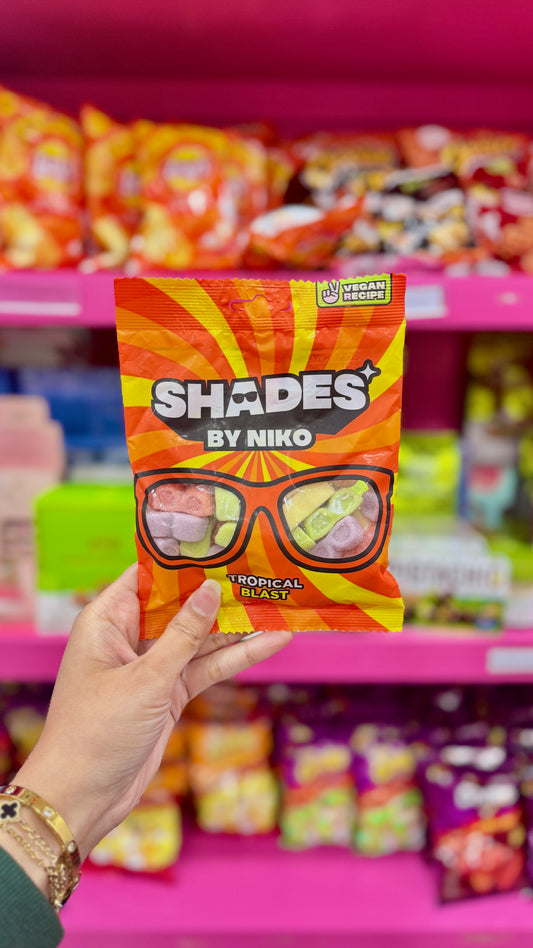 VEGAN
RECIPE
SHADES
BY NIKO
TROPICAL
BLAST